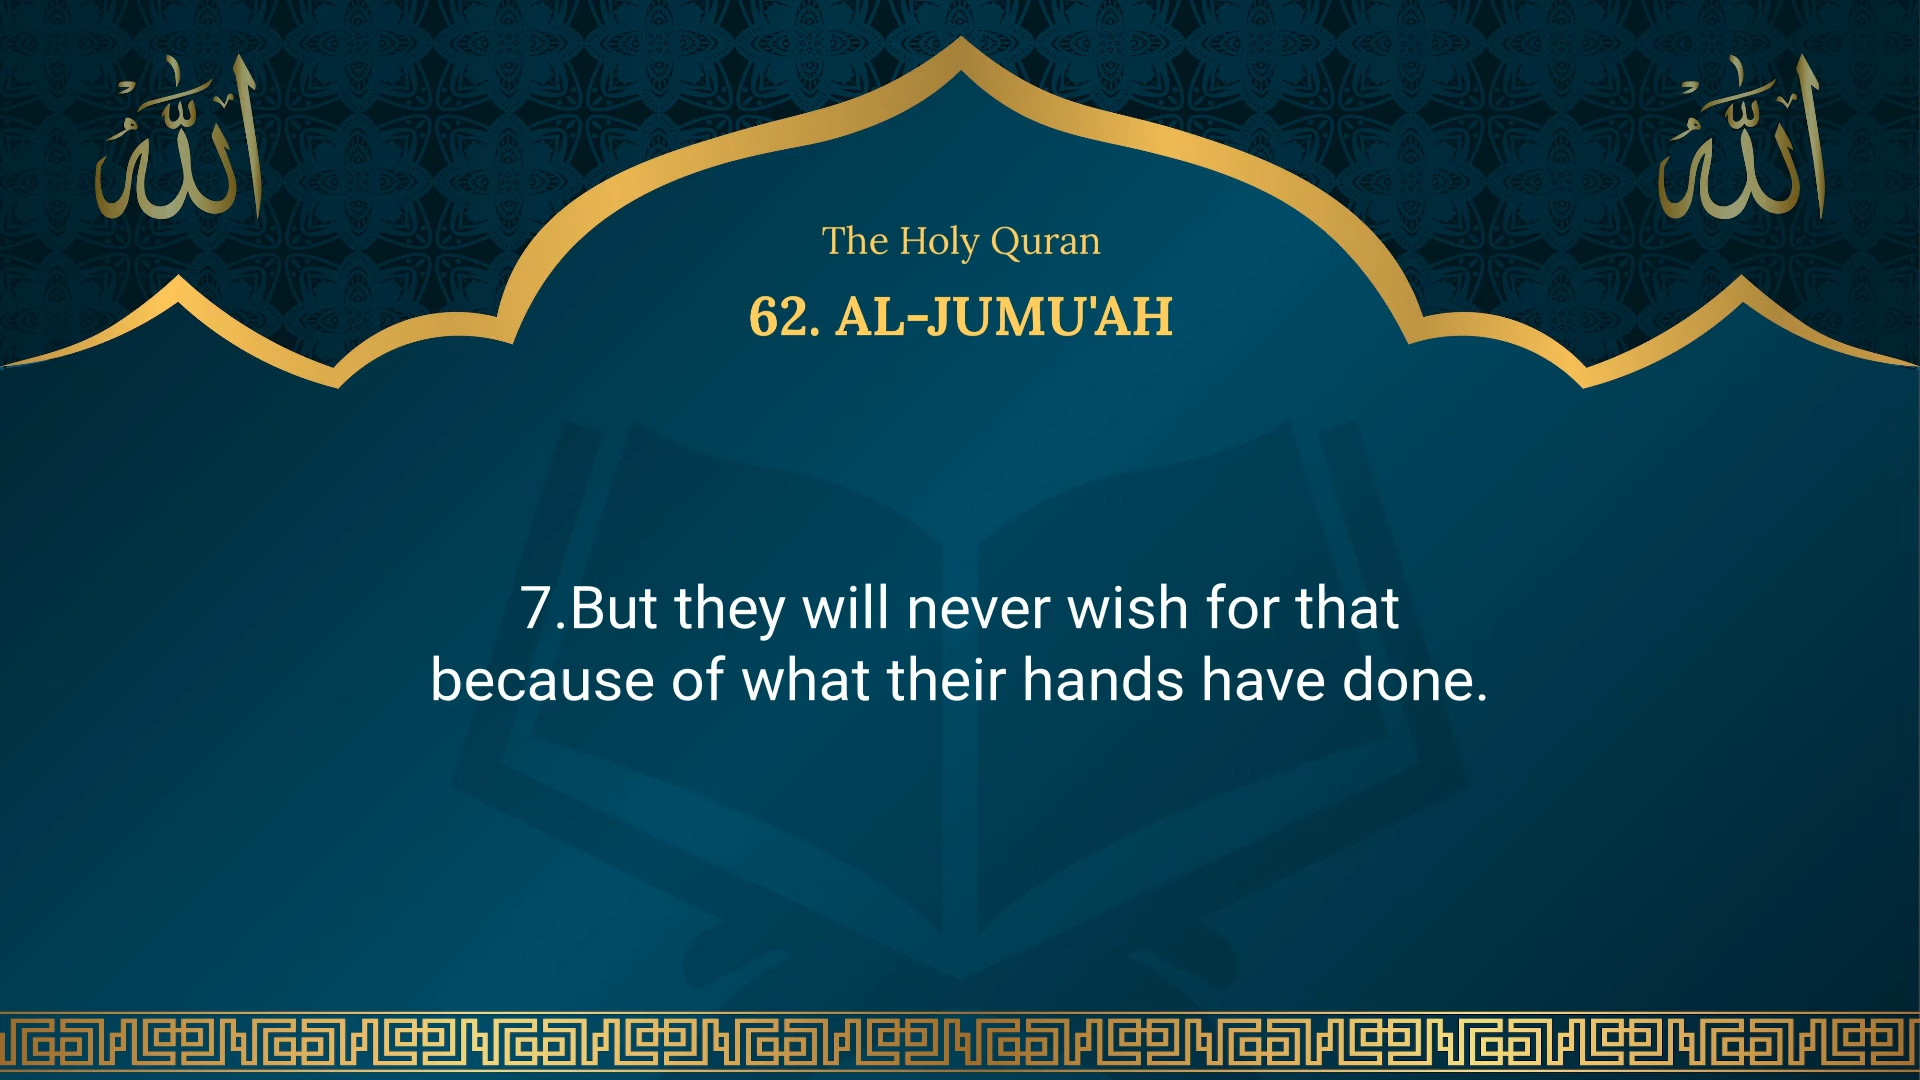 الله
الله
The Holy Quran
62. AL-JUMU'AH
7.But they will never wish for that
because of what their hands have done.